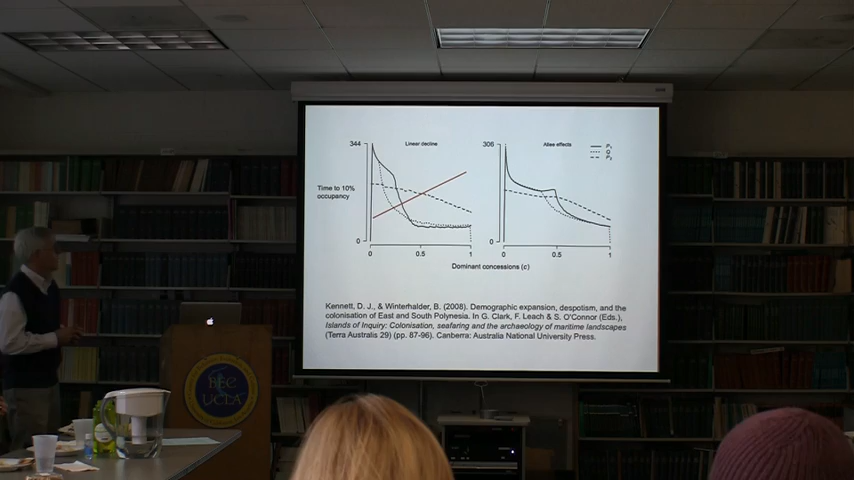 344
Linear decline
306
Allee effects
P₁
Time to 10%
occupancy
0
0
0
0.5
1
0
0.5
1
Dominant concessions (c)
Kennett, D. J., & Winterhalder, B. (2008). Demographic expansion, despotism, and the
colonisation of East and South Polynesia. In G. Clark, F. Leach & S. O'Connor (Eds.),
Islands of Inquiry: Colonisation, seafaring and the archaeology of maritime landscapes
(Terra Australis 29) (pp. 87-96). Canberra: Australia National University Press.
BEC
UCLA